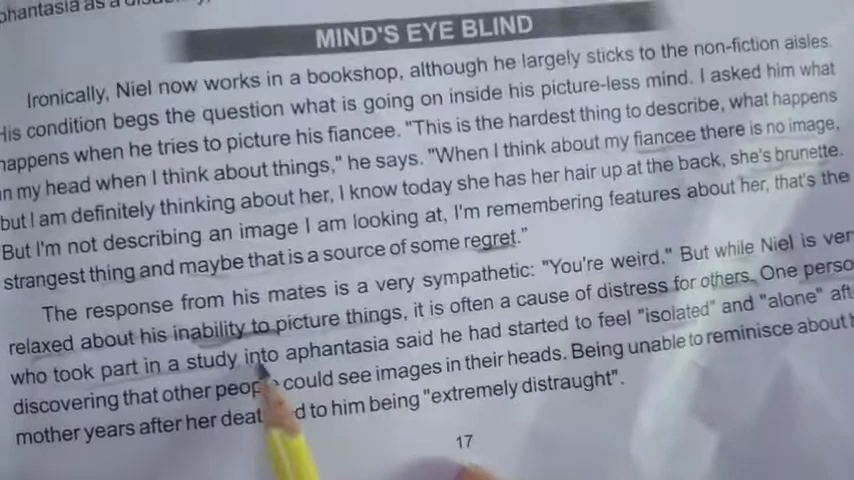 phantasia as a disability,
MIND'S EYE BLIND
Ironically, Niel now works in a bookshop, although he largely sticks to the non-fiction aisles.
His condition begs the question what is going on inside his picture-less mind. I asked him what
happens when he tries to picture his fiancee. "This is the hardest thing to describe, what happens
in my head when I think about things," he says. "When I think about my fiancee there is no image,
but I am definitely thinking about her, I know today she has her hair up at the back, she's brunette.
But I'm not describing an image I am looking at, I'm remembering features about her, that's the
strangest thing and maybe that is a source of some regret."
The response from his mates is a very sympathetic: "You're weird." But while Niel is ver
relaxed about his inability to picture things, it is often a cause of distress for others. One perso
who took part in a study into aphantasia said he had started to feel "isolated" and "alone" aft
discovering that other people could see images in their heads. Being unable to reminisce about h
mother years after her deat d to him being "extremely distraught".
17